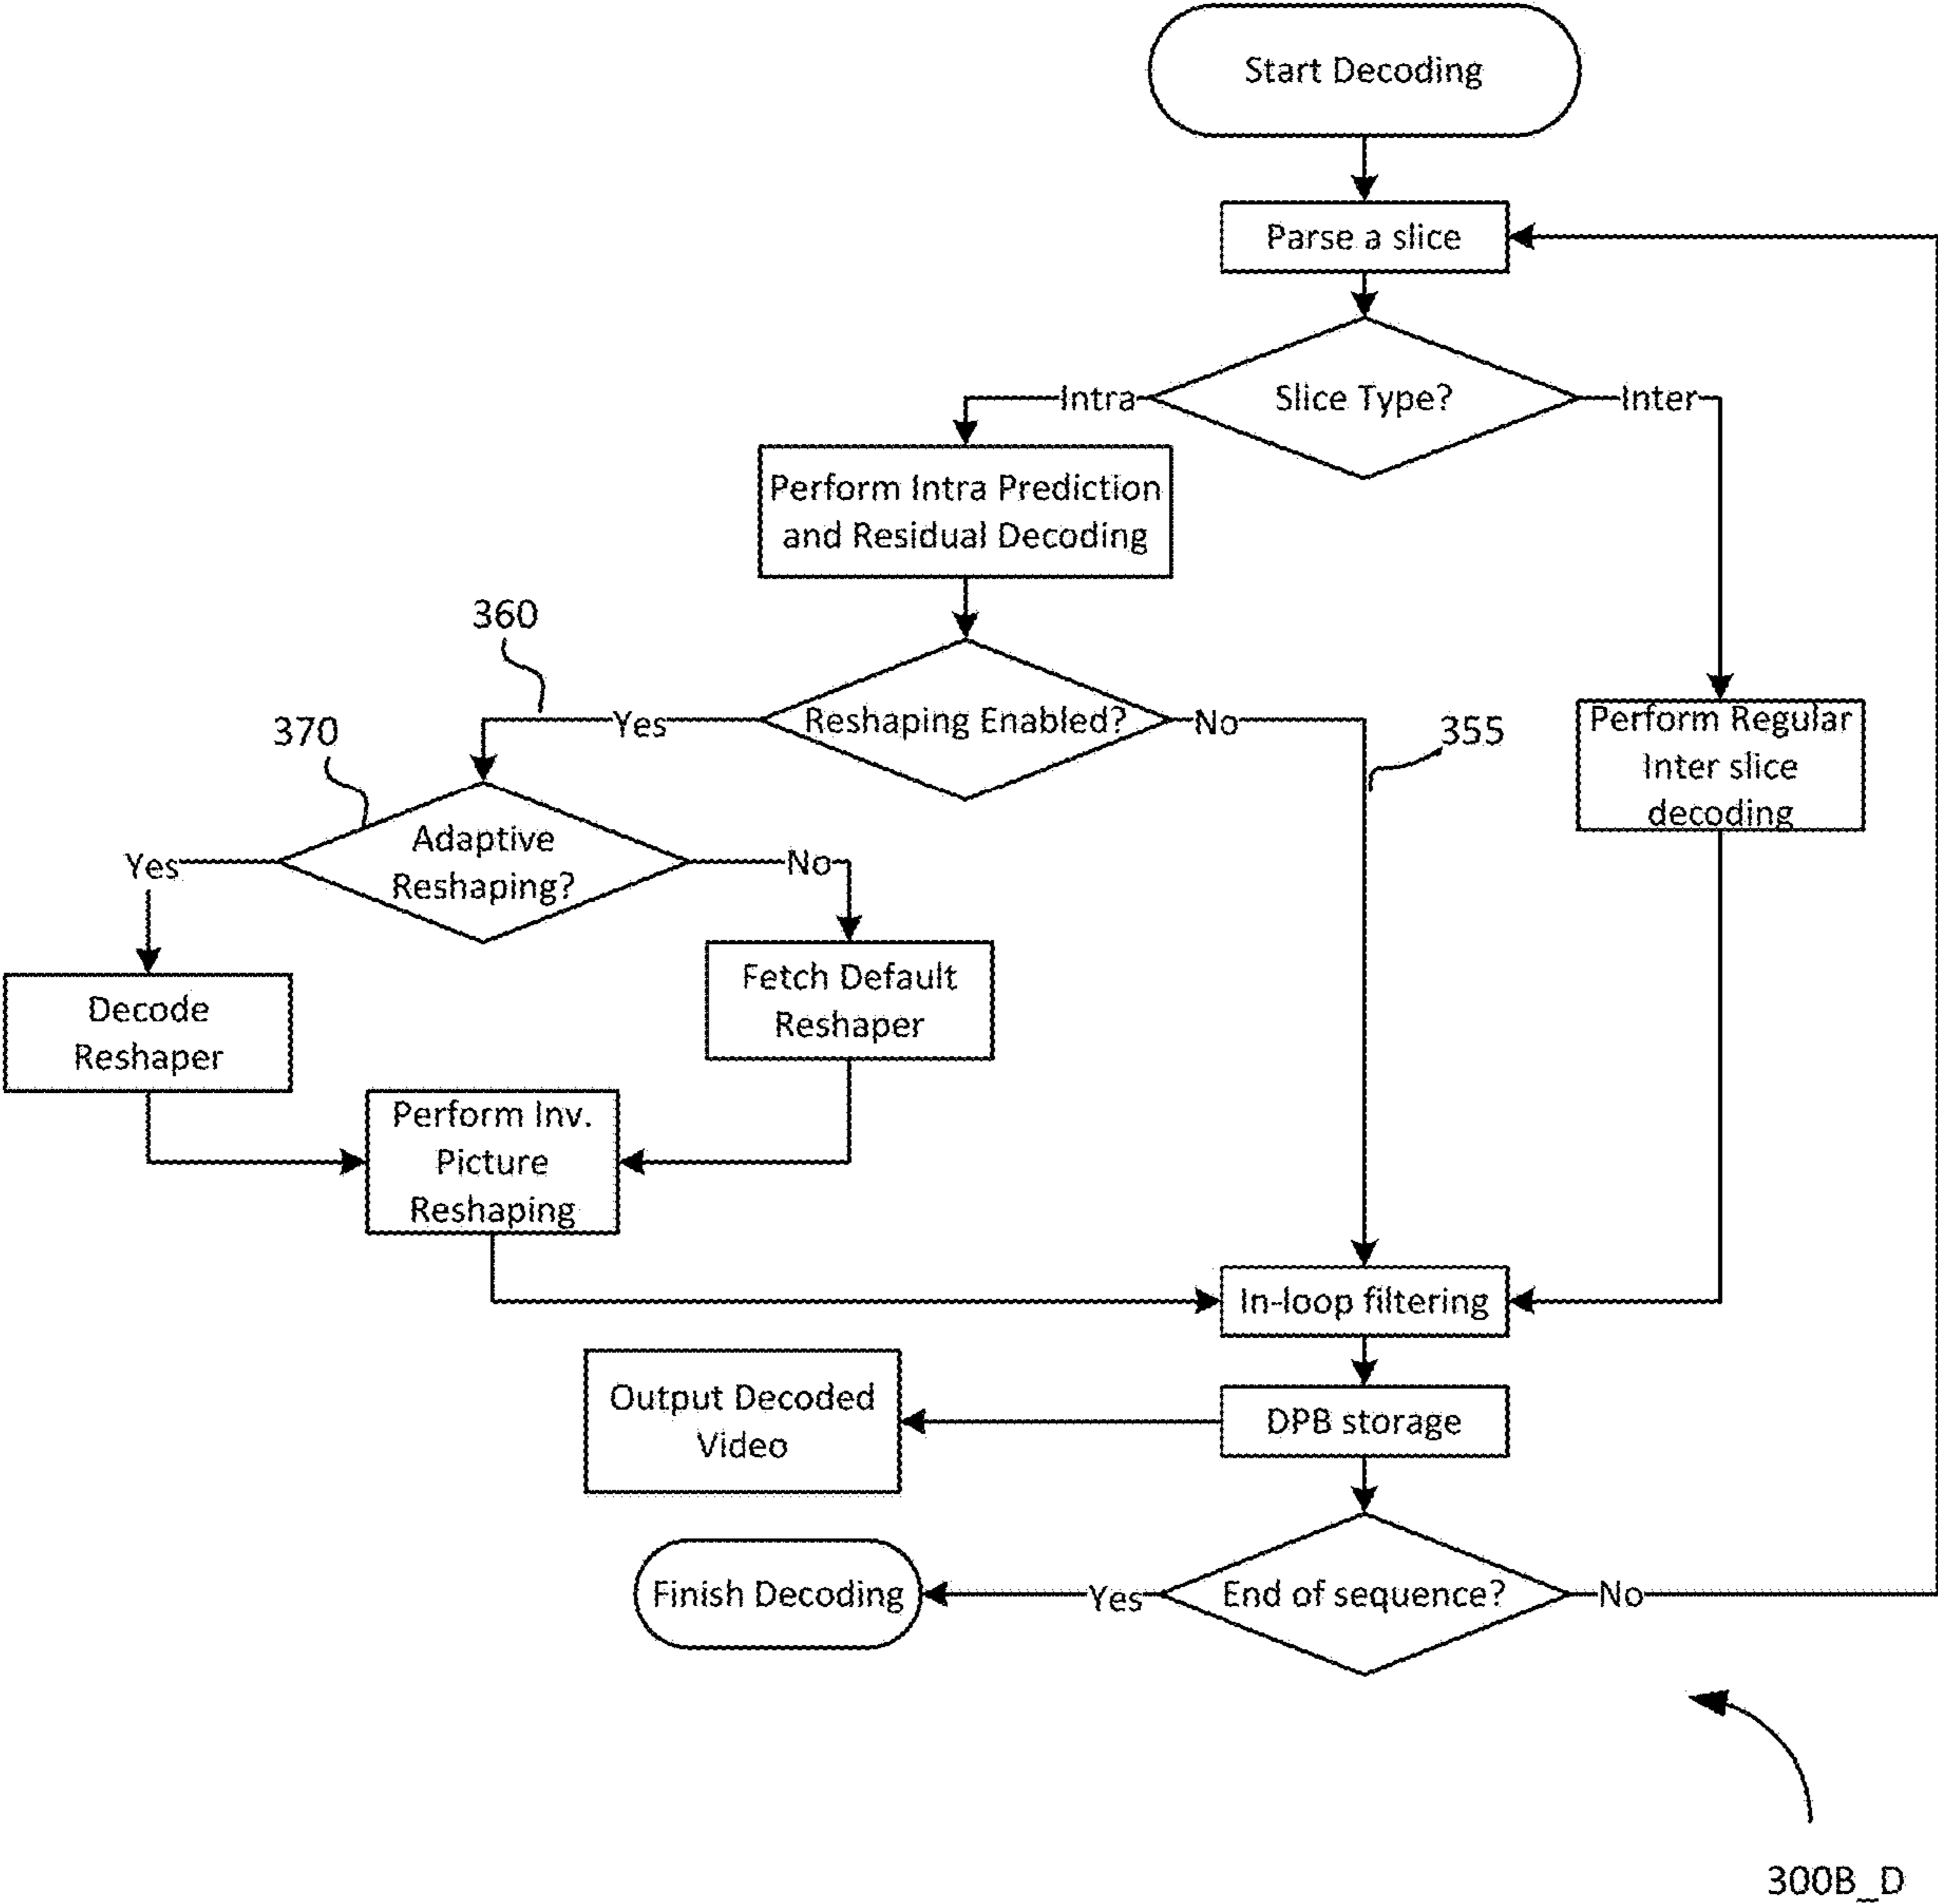 Start Decoding
Parse a slice
Intra
Slice Type?
Inter
Perform Intra Prediction
and Residual Decoding
360
370
Yes
Reshaping Enabled?
No
355
Perform Regular
Inter slice
decoding
Yes
Adaptive
Reshaping?
No
Decode
Reshaper
Fetch Default
Reshaper
Perform Inv.
Picture
Reshaping
In-loop filtering
Output Decoded
Video
DPB storage
Finish Decoding
Yes
End of sequence?
No
300B_D